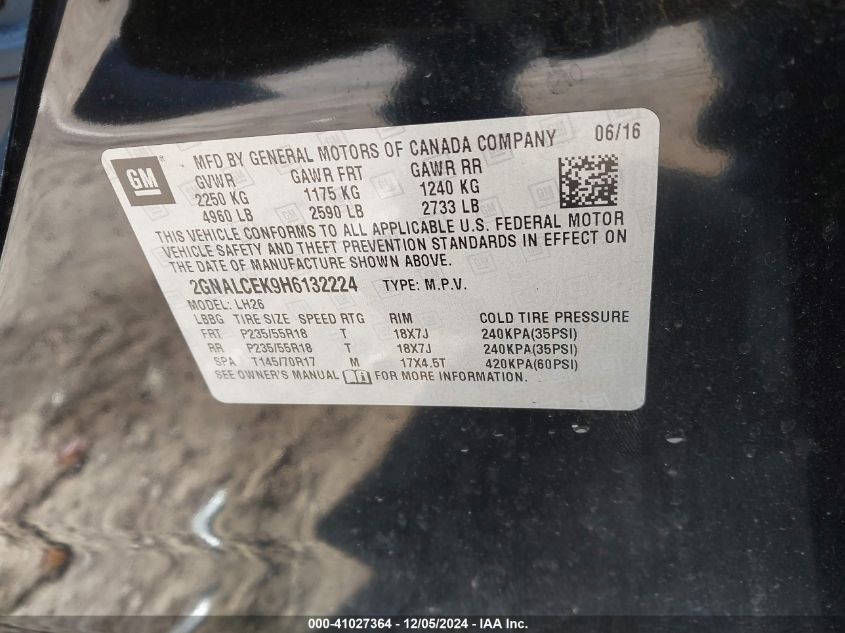 GM ®
MFD BY GENERAL MOTORS OF CANADA COMPANY 06/16
GVWR GAWR FRT GAWR RR
2250 KG 1175 KG 1240 KG
4960 LB 2590 LB 2733 LB
THIS VEHICLE CONFORMS TO ALL APPLICABLE U.S. FEDERAL MOTOR
VEHICLE SAFETY AND THEFT PREVENTION STANDARDS IN EFFECT ON
THE DATE OF MANUFACTURE SHOWN ABOVE.
2GNALCEK9H6132224 TYPE: M.P.V.
MODEL: LH26
LBBG TIRE SIZE SPEED RTG RIM COLD TIRE PRESSURE
FRT P235/55R18 T 18X7J 240KPA(35PSI)
RR P235/55R18 T 18X7J 240KPA(35PSI)
SPA T145/70R17 M 17X4.5T 420KPA(60PSI)
SEE OWNER'S MANUAL FOR MORE INFORMATION.
000-41027364 - 12/05/2024 - IAA Inc.